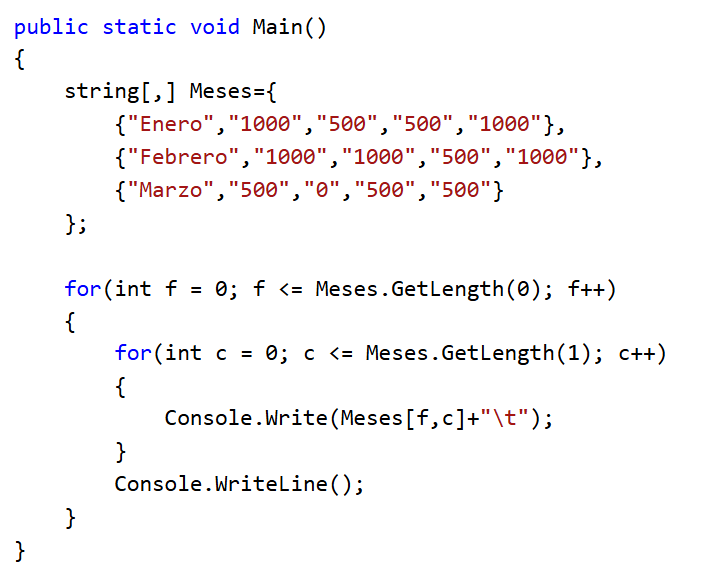 public static void Main()
{
    string[,] Meses={
        {"Enero","1000","500","500","1000"},
        {"Febrero","1000","1000","500","1000"},
        {"Marzo","500","0","500","500"}
    };

    for(int f = 0; f <= Meses.GetLength(0); f++)
    {
        for(int c = 0; c <= Meses.GetLength(1); c++)
        {
            Console.Write(Meses[f,c]+"\t");
        }
        Console.WriteLine();
    }
}